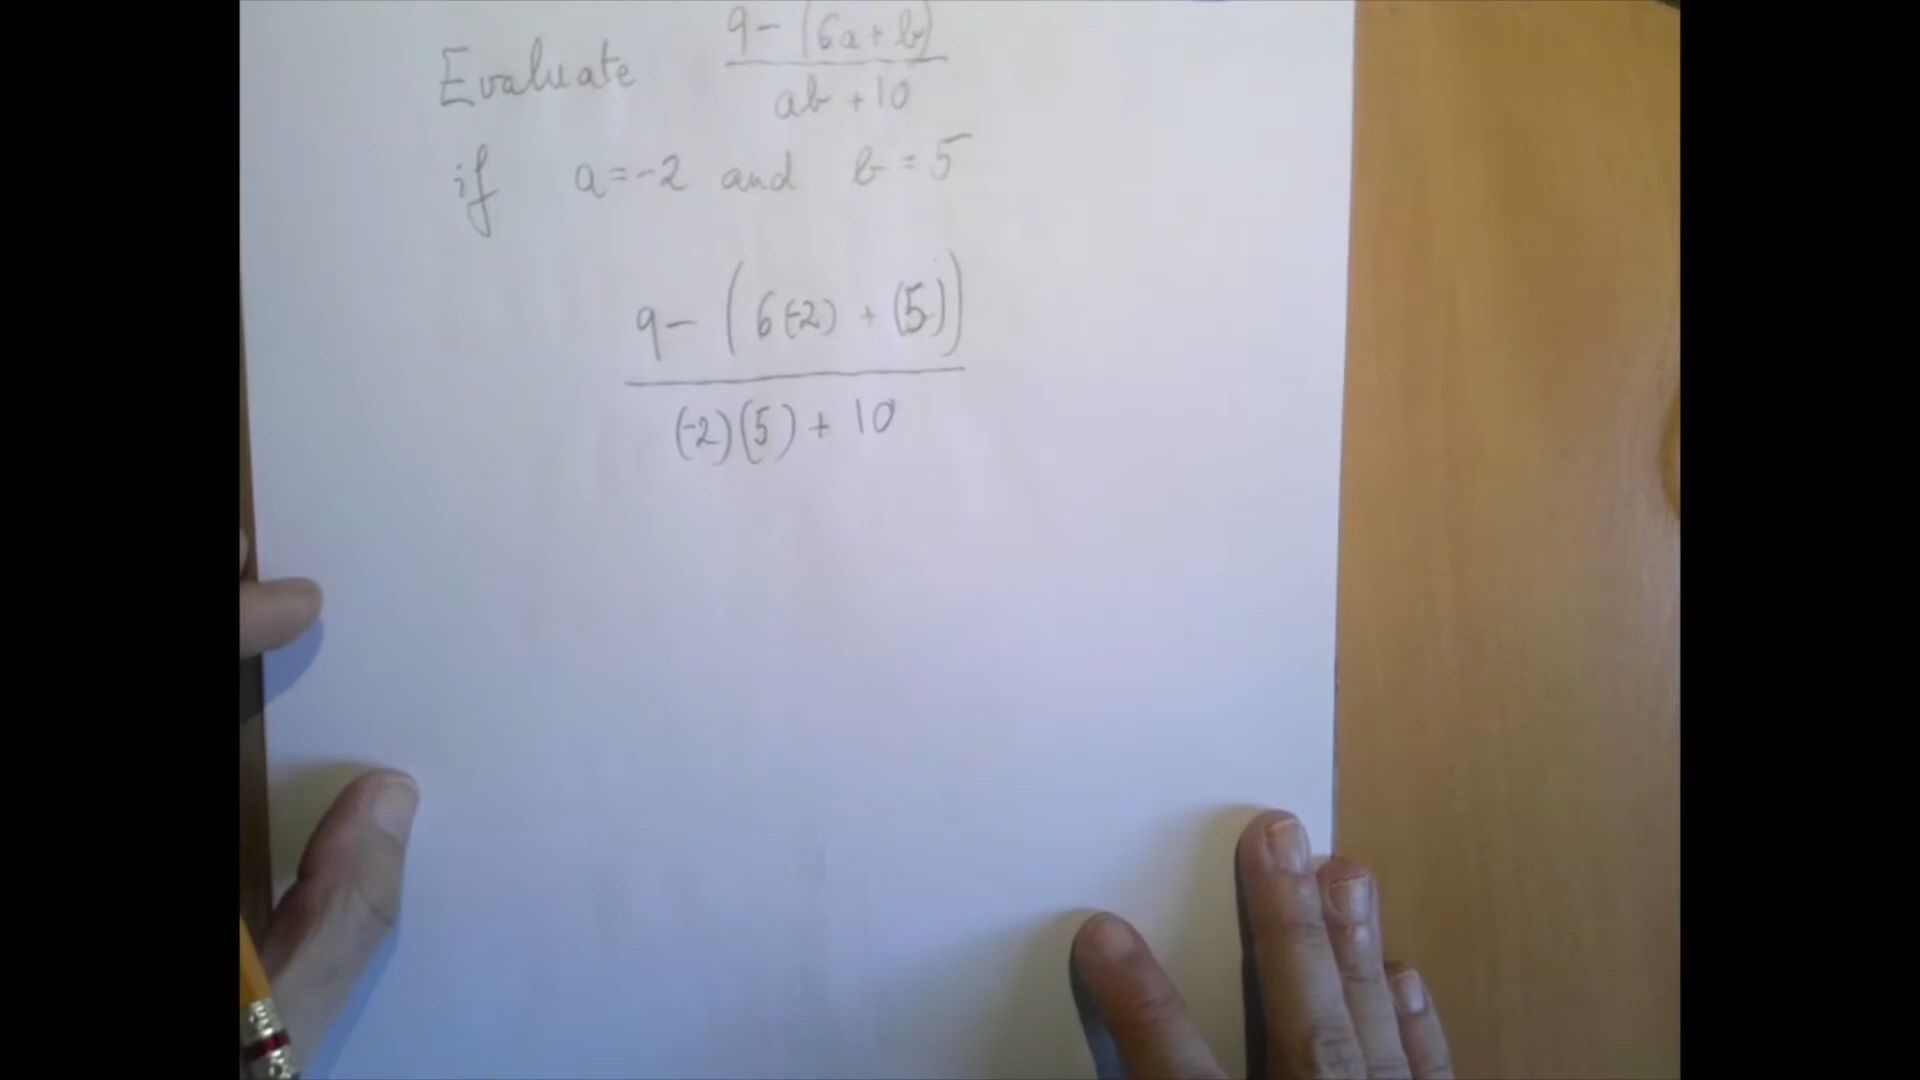 Evaluate 9 - (6a + b)
ab + 10
if a = -2 and b = 5
9 - (6(-2) + (5))
(-2)(5) + 10